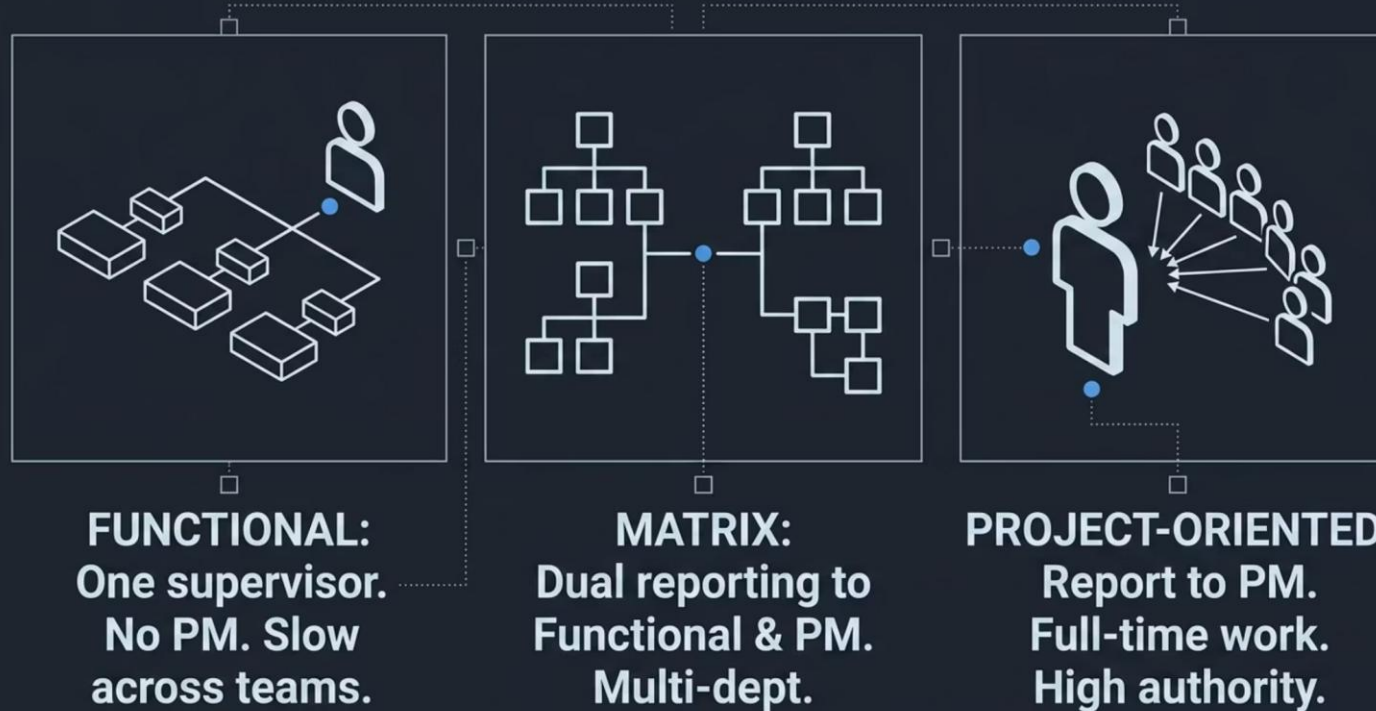 FUNCTIONAL:
One supervisor.
No PM. Slow
across teams.
MATRIX:
Dual reporting to
Functional & PM.
Multi-dept.
PROJECT-ORIENTED
Report to PM.
Full-time work.
High authority.